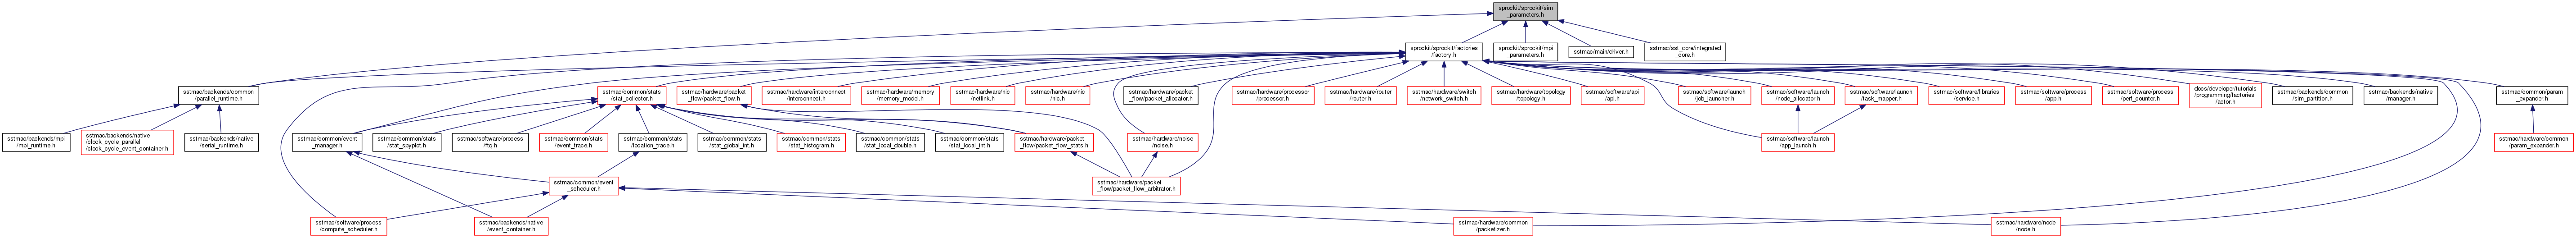 sprockit/sprockit/sim
_parameters.h
sprockit/sprockit/factories
/factory.h
sprockit/sprockit/mpi
_parameters.h
sstmac/main/driver.h
sstmac/sst_core/integrated
_core.h
sstmac/backends/common
/parallel_runtime.h
sstmac/common/stats
/stat_collector.h
sstmac/hardware/packet
_flow/packet_flow.h
sstmac/hardware/interconnect
/interconnect.h
sstmac/hardware/memory
/memory_model.h
sstmac/hardware/nic
/netlink.h
sstmac/hardware/nic
/nic.h
sstmac/hardware/packet
_flow/packet_allocator.h
sstmac/hardware/processor
/processor.h
sstmac/hardware/router
/router.h
sstmac/hardware/switch
/network_switch.h
sstmac/hardware/topology
/topology.h
sstmac/software/api
/api.h
sstmac/software/launch
/job_launcher.h
sstmac/software/launch
/node_allocator.h
sstmac/software/launch
/task_mapper.h
sstmac/software/libraries
/service.h
sstmac/software/process
/app.h
sstmac/software/process
/perf_counter.h
docs/developer/tutorials
/programming/factories
/actor.h
sstmac/backends/common
/sim_partition.h
sstmac/backends/native
/manager.h
sstmac/common/param
_expander.h
sstmac/backends/mpi
/mpi_runtime.h
sstmac/backends/native
/clock_cycle_parallel
/clock_cycle_event_container.h
sstmac/backends/native
/serial_runtime.h
sstmac/common/event
_manager.h
sstmac/common/stats
/stat_spyplot.h
sstmac/software/process
/ftq.h
sstmac/common/stats
/event_trace.h
sstmac/common/stats
/location_trace.h
sstmac/common/stats
/stat_global_int.h
sstmac/common/stats
/stat_histogram.h
sstmac/common/stats
/stat_local_double.h
sstmac/common/stats
/stat_local_int.h
sstmac/hardware/packet
_flow/packet_flow_stats.h
sstmac/hardware/noise
/noise.h
sstmac/software/launch
/app_launch.h
sstmac/hardware/common
/param_expander.h
sstmac/common/event
_scheduler.h
sstmac/hardware/packet
_flow/packet_flow_arbitrator.h
sstmac/software/process
/compute_scheduler.h
sstmac/backends/native
/event_container.h
sstmac/hardware/common
/packetizer.h
sstmac/hardware/node
/node.h